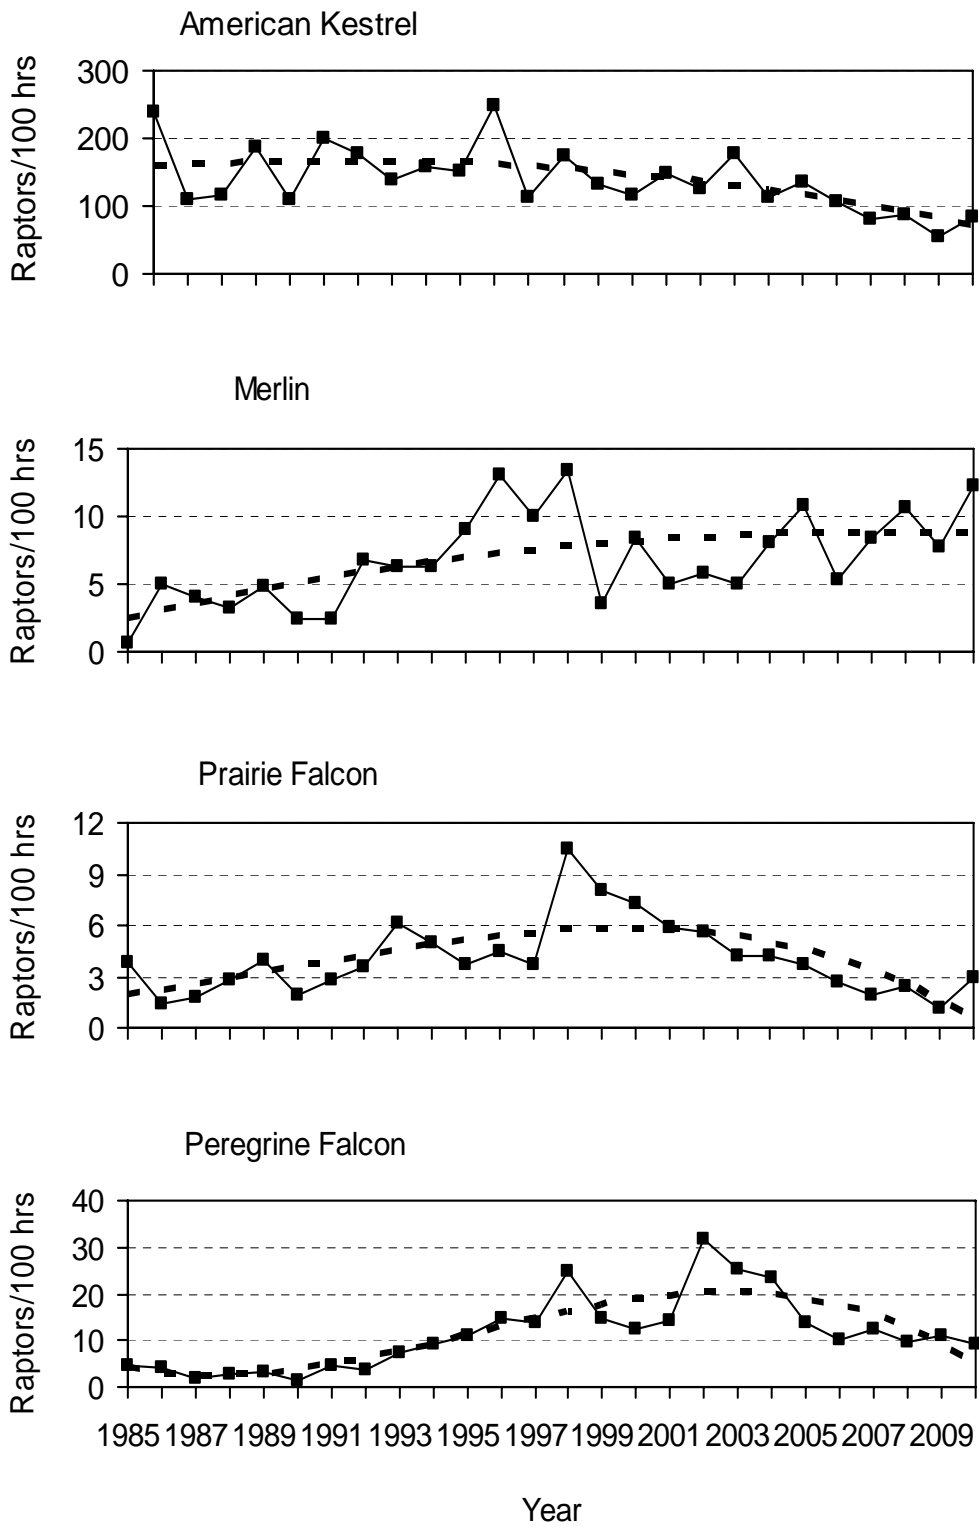 American Kestrel
Raptors/100 hrs
300
200
100
0
Merlin
Raptors/100 hrs
15
10
5
0
Prairie Falcon
Raptors/100 hrs
12
9
6
3
0
Peregrine Falcon
Raptors/100 hrs
40
30
20
10
0
1985 1987 1989 1991 1993 1995 1997 1999 2001 2003 2005 2007 2009
Year